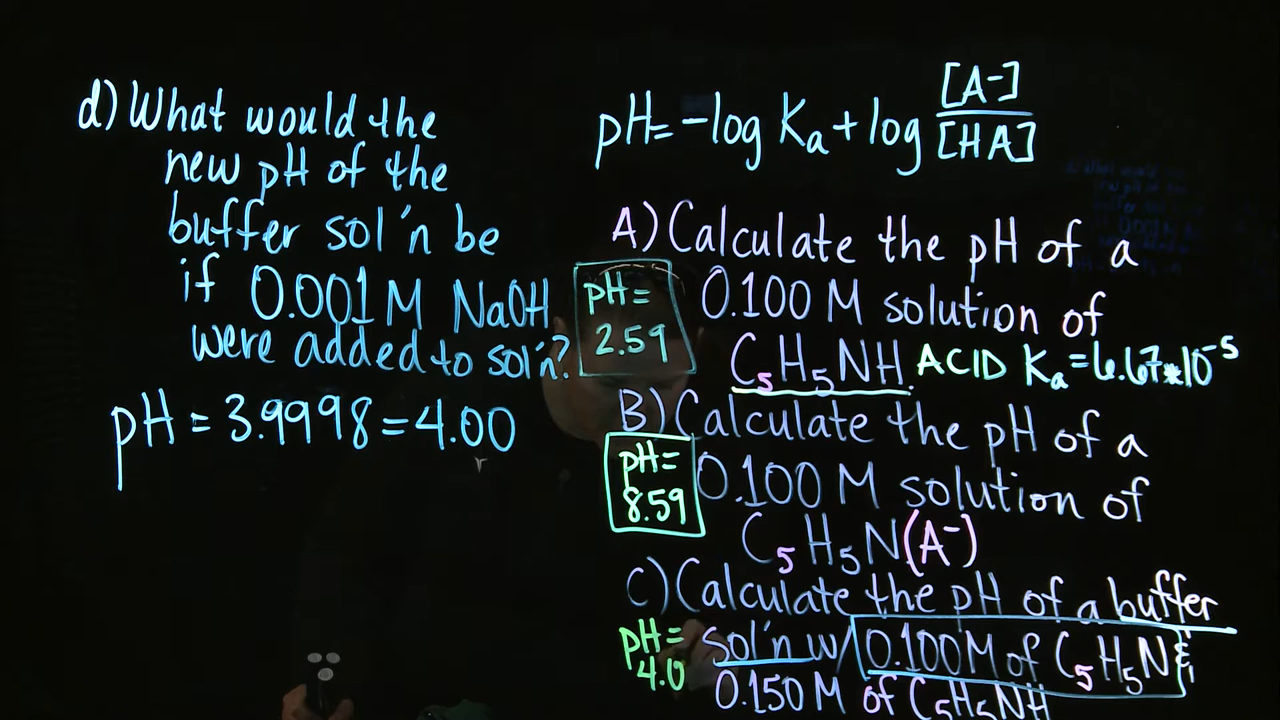 d) What would the
new pH of the
buffer sol'n be
if 0.001 M NaOH
were added to sol'n?
pH = 3.9998 = 4.00
pH = -log Ka + log [A-]
[HA]
A) Calculate the pH of a
0.100 M solution of
C5H5NH. ACID Ka = 6.67*10-5
pH =
2.59
B) Calculate the pH of a
0.100 M solution of
C5H5N (A-)
pH =
8.59
C) Calculate the pH of a buffer
sol'n w/ 0.100 M of C5H5N &
0.150 M of C5H5NH
pH =
4.0